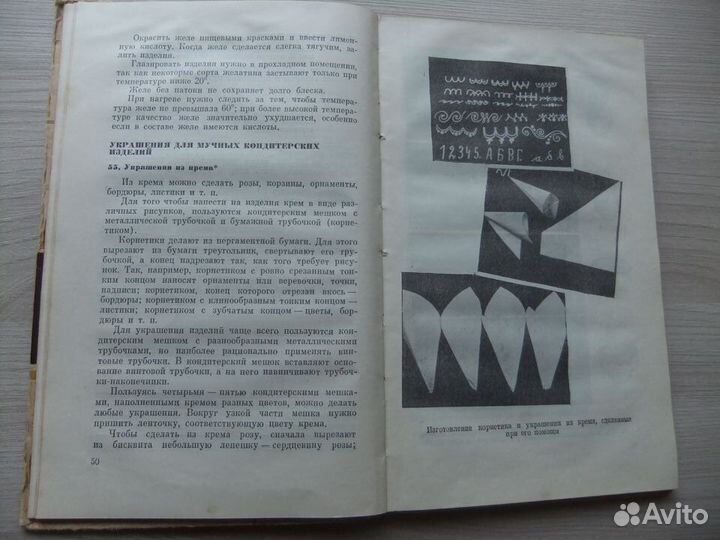 Окрасить желе пищевыми красками и ввести лимон-
ную кислоту. Когда желе сделается слегка тягучим, за-
лить изделия.
Глазировать изделия нужно в прохладном помещении,
так как некоторые сорта желатина застывают только при
температуре ниже 20°.
Желе без патоки не сохраняет долго блеска.
При нагреве нужно следить за тем, чтобы темпера-
тура желе не превышала 60°; при более высокой темпера-
туре качество желе значительно ухудшается, особенно
если в составе желе имеются кислоты.
УКРАШЕНИЯ ДЛЯ МУЧНЫХ КОНДИТЕРСКИХ
ИЗДЕЛИЙ
55. Украшения из крема*
Из крема можно сделать розы, корзины, орнаменты,
бордюры, листики и т. п.
Для того чтобы нанести на изделия крем в виде раз-
личных рисунков, пользуются кондитерским мешком с
металлической трубочкой и бумажной трубочкой (корне-
тиком).
Корнетики делают из пергаментной бумаги. Для этого
вырезают из бумаги треугольник, свертывают его тру-
бочкой, а конец надрезают так, как того требует рису-
нок. Так, например, корнетиком с ровно срезанным тон-
ким концом наносят орнаменты или веревочки, точки,
надписи; корнетиком, конец которого отрезан вкось —
бордюры; корнетиком с клинообразным тонким концом —
листики; корнетиком с зубчатым концом — цветы, бор-
дюры и т. п.
Для украшения изделий чаще всего пользуются кон-
дитерским мешком с разнообразными металлическими
трубочками, но наиболее рационально применять вин-
товые трубочки. В кондитерский мешок вставляют осно-
вание винтовой трубочки, а на него навинчивают трубоч-
ки-наконечники.
Пользуясь четырьмя — пятью кондитерскими мешка-
ми, наполненными кремом разных цветов, можно делать
любые украшения. Вокруг узкой части мешка нужно
пришить ленточку, соответствующую цвету крема.
Чтобы сделать из крема розу, сначала вырезают
из бисквита небольшую лепешку — сердцевину розы;
50
12345. А.Б.В.Г. а б в
Изготовление корнетика и украшения из крема, сделанные
при его помощи
Avito